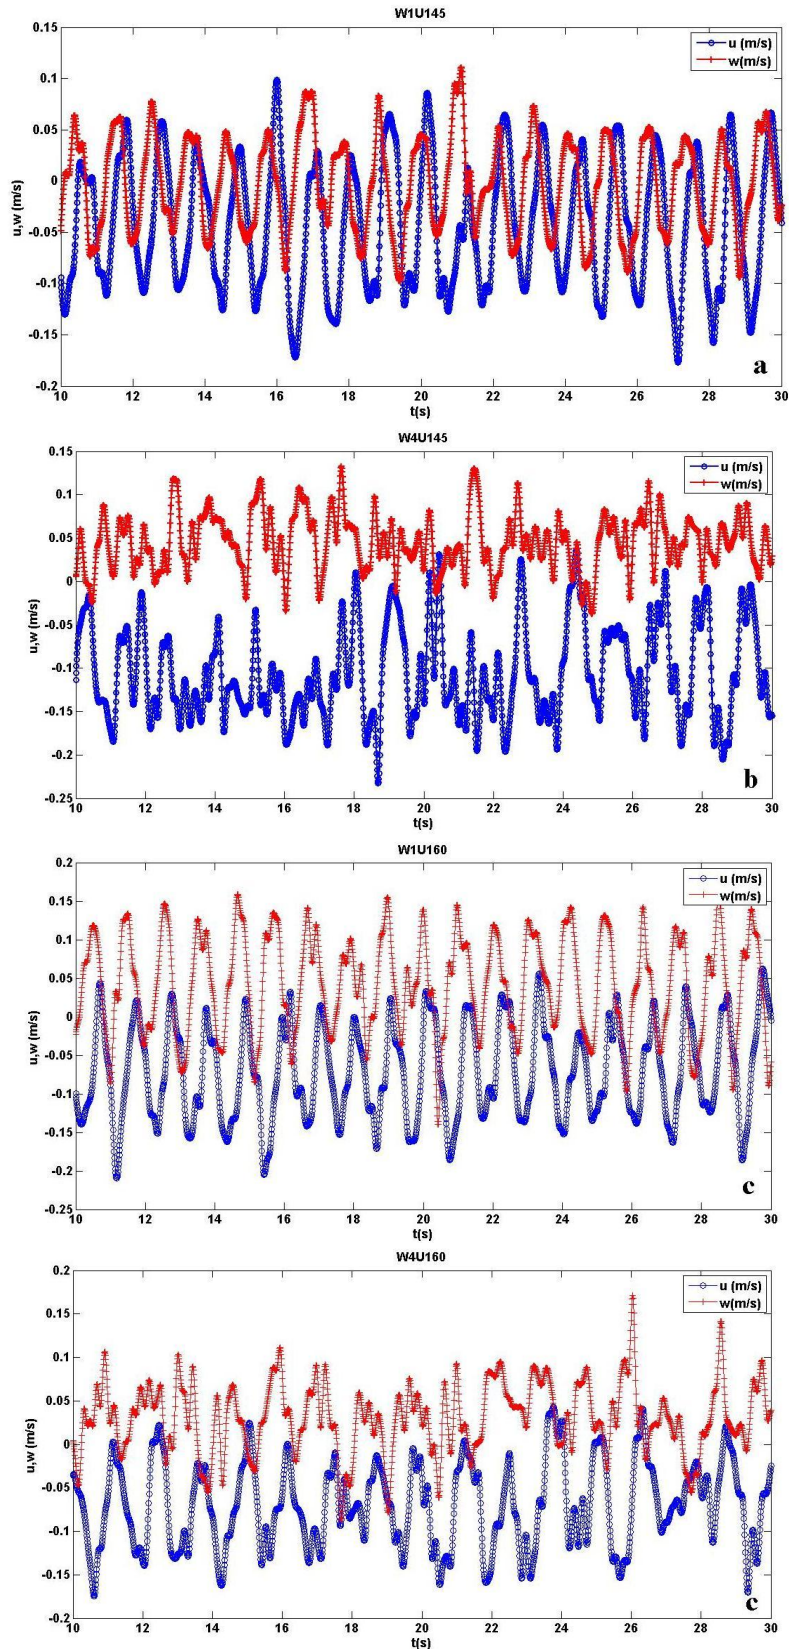 W1U145
0.15
0.1
0.05
0
-0.05
-0.1
-0.15
-0.2
u,w (m/s)
u (m/s)
w(m/s)
a
10 12 14 16 18 20 22 24 26 28 30
t(s)
W4U145
0.15
0.1
0.05
0
-0.05
-0.1
-0.15
-0.2
-0.25
u,w (m/s)
u (m/s)
w(m/s)
b
10 12 14 16 18 20 22 24 26 28 30
t(s)
W1U160
0.2
0.15
0.1
0.05
0
-0.05
-0.1
-0.15
-0.2
-0.25
u,w (m/s)
u (m/s)
w(m/s)
c
10 12 14 16 18 20 22 24 26 28 30
t(s)
W4U160
0.2
0.15
0.1
0.05
0
-0.05
-0.1
-0.15
-0.2
u,w (m/s)
u (m/s)
w(m/s)
c
10 12 14 16 18 20 22 24 26 28 30
t(s)